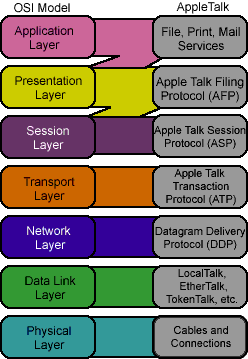 OSI Model
AppleTalk
Application
Layer
File, Print, Mail
Services
Presentation
Layer
Apple Talk Filing
Protocol (AFP)
Session
Layer
Apple Talk Session
Protocol (ASP)
Transport
Layer
Apple Talk
Transaction
Protocol (ATP)
Network
Layer
Datagram Delivery
Protocol (DDP)
Data Link
Layer
LocalTalk,
EtherTalk,
TokenTalk, etc.
Physical
Layer
Cables and
Connections